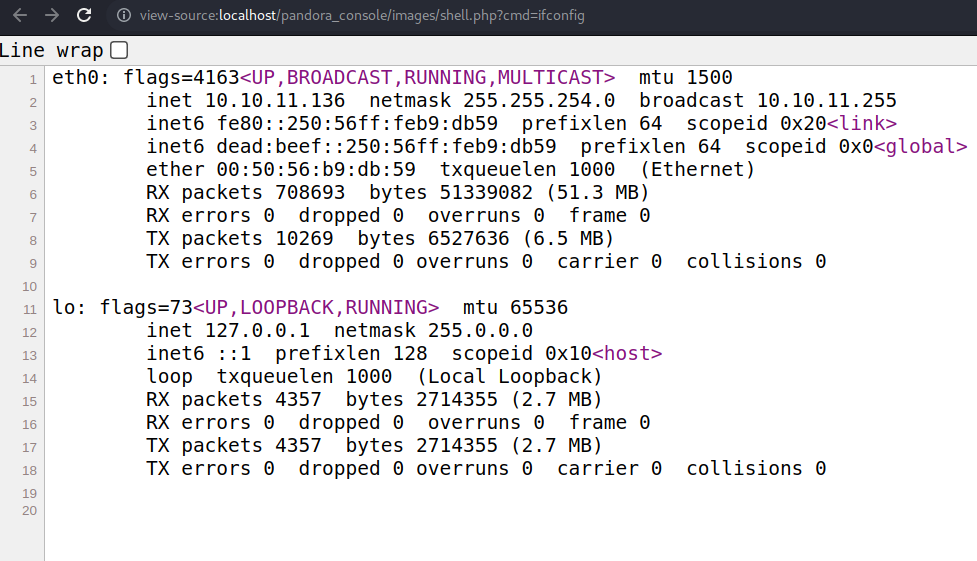 view-source:localhost/pandora_console/images/shell.php?cmd=ifconfig
Line wrap
1 eth0: flags=4163<UP,BROADCAST,RUNNING,MULTICAST>  mtu 1500
2         inet 10.10.11.136  netmask 255.255.254.0  broadcast 10.10.11.255
3         inet6 fe80::250:56ff:feb9:db59  prefixlen 64  scopeid 0x20<link>
4         inet6 dead:beef::250:56ff:feb9:db59  prefixlen 64  scopeid 0x0<global>
5         ether 00:50:56:b9:db:59  txqueuelen 1000  (Ethernet)
6         RX packets 708693  bytes 51339082 (51.3 MB)
7         RX errors 0  dropped 0  overruns 0  frame 0
8         TX packets 10269  bytes 6527636 (6.5 MB)
9         TX errors 0  dropped 0 overruns 0  carrier 0  collisions 0
10
11 lo: flags=73<UP,LOOPBACK,RUNNING>  mtu 65536
12         inet 127.0.0.1  netmask 255.0.0.0
13         inet6 ::1  prefixlen 128  scopeid 0x10<host>
14         loop  txqueuelen 1000  (Local Loopback)
15         RX packets 4357  bytes 2714355 (2.7 MB)
16         RX errors 0  dropped 0  overruns 0  frame 0
17         TX packets 4357  bytes 2714355 (2.7 MB)
18         TX errors 0  dropped 0 overruns 0  carrier 0  collisions 0
19
20